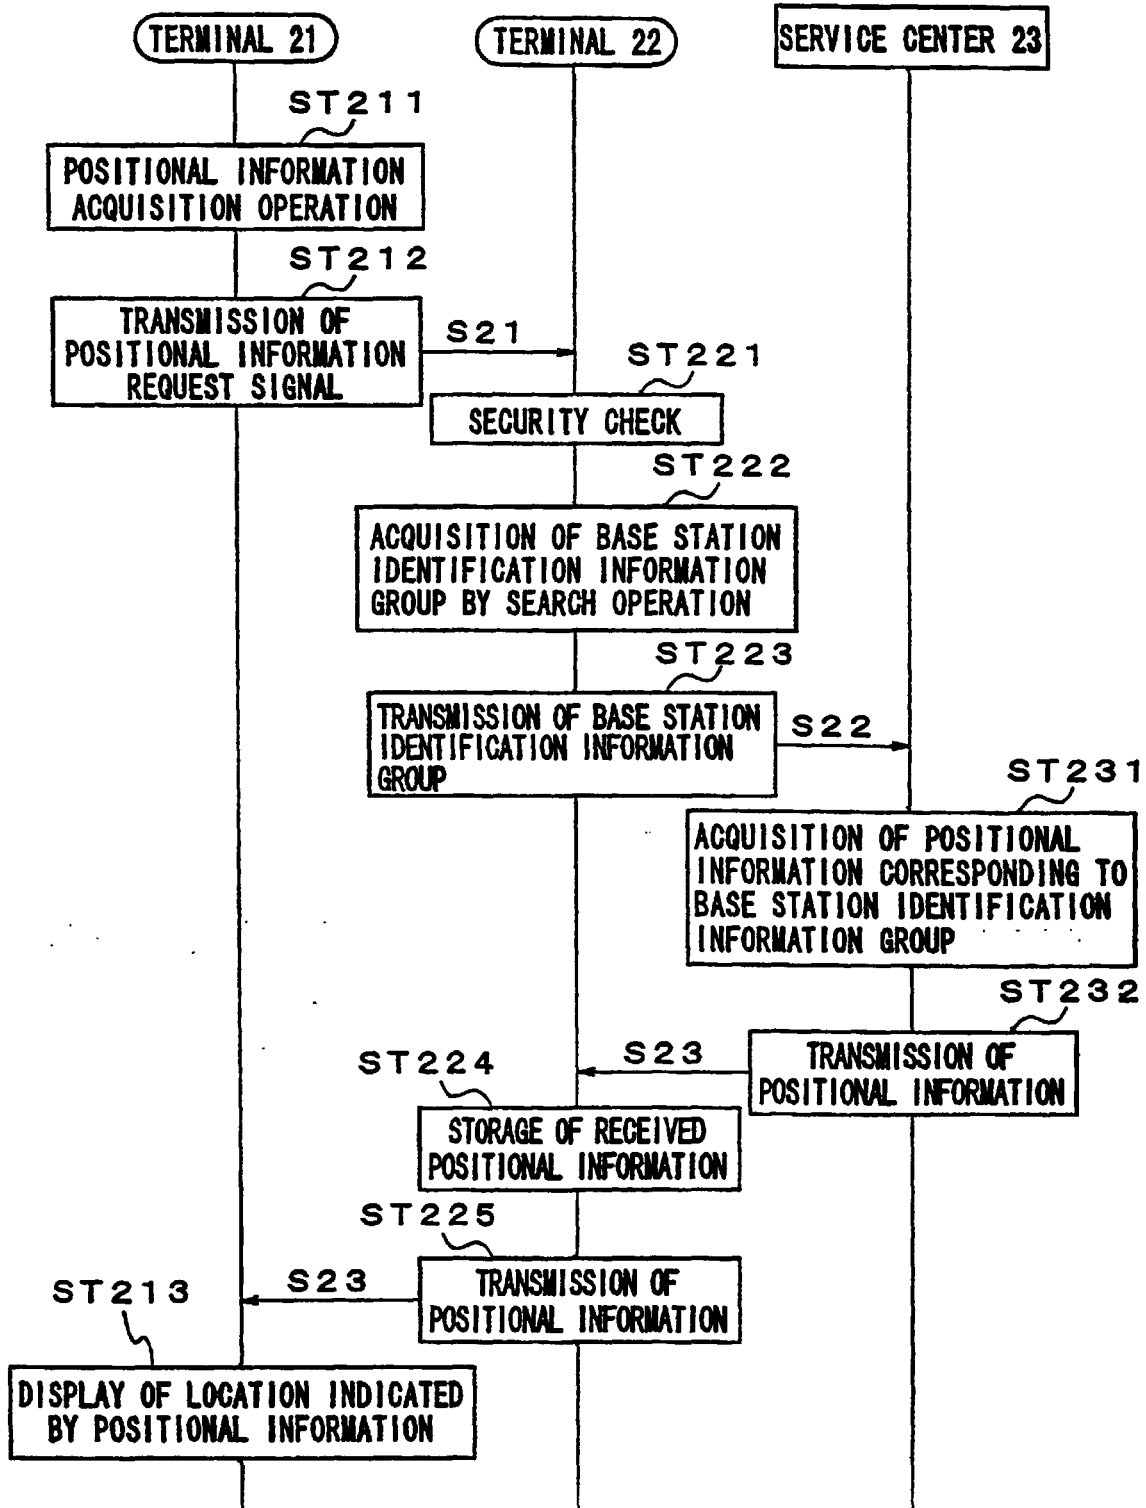 TERMINAL 21
TERMINAL 22
SERVICE CENTER 23
ST211
POSITIONAL INFORMATION
ACQUISITION OPERATION
ST212
TRANSMISSION OF
POSITIONAL INFORMATION
REQUEST SIGNAL
S21
ST221
SECURITY CHECK
ST222
ACQUISITION OF BASE STATION
IDENTIFICATION INFORMATION
GROUP BY SEARCH OPERATION
ST223
TRANSMISSION OF BASE STATION
IDENTIFICATION INFORMATION
GROUP
S22
ST231
ACQUISITION OF POSITIONAL
INFORMATION CORRESPONDING TO
BASE STATION IDENTIFICATION
INFORMATION GROUP
ST232
TRANSMISSION OF
POSITIONAL INFORMATION
S23
ST224
STORAGE OF RECEIVED
POSITIONAL INFORMATION
ST225
TRANSMISSION OF
POSITIONAL INFORMATION
S23
ST213
DISPLAY OF LOCATION INDICATED
BY POSITIONAL INFORMATION